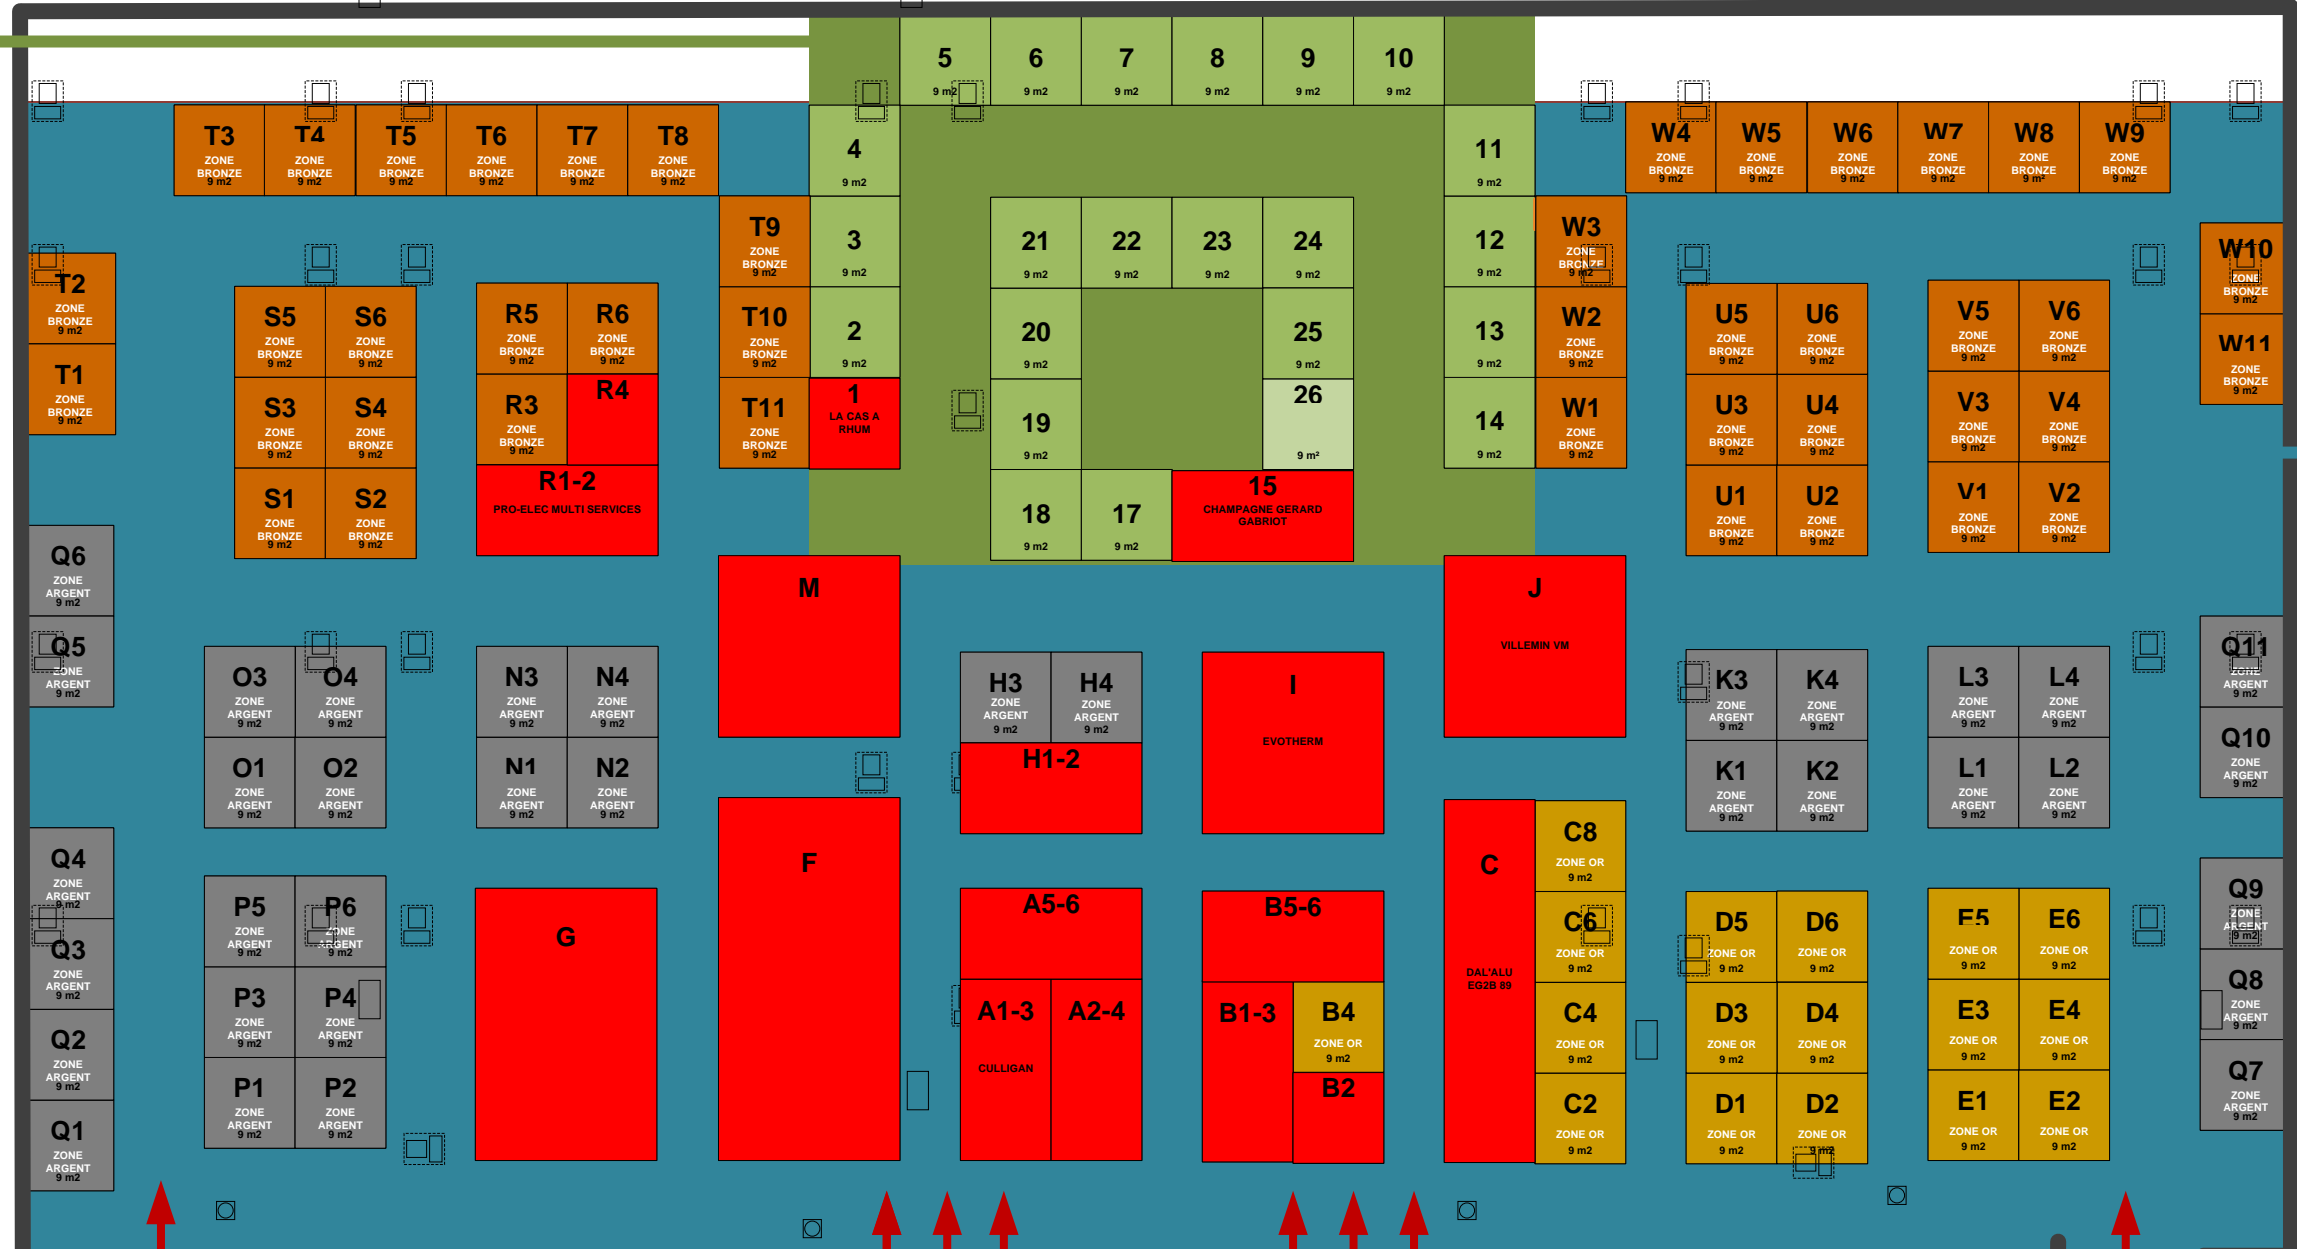 5
9 m2
6
9 m2
7
9 m2
8
9 m2
9
9 m2
10
9 m2
T3
ZONE
BRONZE
9 m2
T4
ZONE
BRONZE
9 m2
T5
ZONE
BRONZE
9 m2
T6
ZONE
BRONZE
9 m2
T7
ZONE
BRONZE
9 m2
T8
ZONE
BRONZE
9 m2
4
9 m2
11
9 m2
W4
ZONE
BRONZE
9 m2
W5
ZONE
BRONZE
9 m2
W6
ZONE
BRONZE
9 m2
W7
ZONE
BRONZE
9 m2
W8
ZONE
BRONZE
9 m²
W9
ZONE
BRONZE
9 m2
T9
ZONE
BRONZE
9 m2
3
9 m2
21
9 m2
22
9 m2
23
9 m2
24
9 m2
12
9 m2
W3
ZONE
BRONZE
9 m2
W10
ZONE
BRONZE
9 m2
T2
ZONE
BRONZE
9 m2
S5
ZONE
BRONZE
9 m2
S6
ZONE
BRONZE
9 m2
R5
ZONE
BRONZE
9 m2
R6
ZONE
BRONZE
9 m2
T10
ZONE
BRONZE
9 m2
2
9 m2
20
9 m2
25
9 m2
13
9 m2
W2
ZONE
BRONZE
9 m2
U5
ZONE
BRONZE
9 m2
U6
ZONE
BRONZE
9 m2
V5
ZONE
BRONZE
9 m2
V6
ZONE
BRONZE
9 m2
W11
ZONE
BRONZE
9 m2
T1
ZONE
BRONZE
9 m2
S3
ZONE
BRONZE
9 m2
S4
ZONE
BRONZE
9 m2
R3
ZONE
BRONZE
9 m2
R4
T11
ZONE
BRONZE
9 m2
1
LA CAS A
RHUM
19
9 m2
26
9 m²
14
9 m2
W1
ZONE
BRONZE
9 m2
U3
ZONE
BRONZE
9 m2
U4
ZONE
BRONZE
9 m2
V3
ZONE
BRONZE
9 m2
V4
ZONE
BRONZE
9 m2
S1
ZONE
BRONZE
9 m2
S2
ZONE
BRONZE
9 m2
R1-2
PRO-ELEC MULTI SERVICES
18
9 m2
17
9 m2
15
CHAMPAGNE GERARD
GABRIOT
U1
ZONE
BRONZE
9 m2
U2
ZONE
BRONZE
9 m2
V1
ZONE
BRONZE
9 m2
V2
ZONE
BRONZE
9 m2
Q6
ZONE
ARGENT
9 m2
M
J
VILLEMIN VM
Q5
ZONE
ARGENT
9 m2
O3
ZONE
ARGENT
9 m2
O4
ZONE
ARGENT
9 m2
N3
ZONE
ARGENT
9 m2
N4
ZONE
ARGENT
9 m2
H3
ZONE
ARGENT
9 m2
H4
ZONE
ARGENT
9 m2
I
EVOTHERM
K3
ZONE
ARGENT
9 m2
K4
ZONE
ARGENT
9 m2
L3
ZONE
ARGENT
9 m2
L4
ZONE
ARGENT
9 m2
Q11
ZONE
ARGENT
9 m2
O1
ZONE
ARGENT
9 m2
O2
ZONE
ARGENT
9 m2
N1
ZONE
ARGENT
9 m2
N2
ZONE
ARGENT
9 m2
H1-2
K1
ZONE
ARGENT
9 m2
K2
ZONE
ARGENT
9 m2
L1
ZONE
ARGENT
9 m2
L2
ZONE
ARGENT
9 m2
Q10
ZONE
ARGENT
9 m2
Q4
ZONE
ARGENT
9 m2
F
C
DAL'ALU
EG2B 89
C8
ZONE OR
9 m2
P5
ZONE
ARGENT
9 m2
P6
ZONE
ARGENT
9 m2
G
A5-6
B5-6
C6
ZONE OR
9 m2
D5
ZONE OR
9 m2
D6
ZONE OR
9 m2
E5
ZONE OR
9 m2
E6
ZONE OR
9 m2
Q9
ZONE
ARGENT
9 m2
Q3
ZONE
ARGENT
9 m2
P3
ZONE
ARGENT
9 m2
P4
ZONE
ARGENT
9 m2
A1-3
CULLIGAN
A2-4
B1-3
B4
ZONE OR
9 m2
C4
ZONE OR
9 m2
D3
ZONE OR
9 m2
D4
ZONE OR
9 m2
E3
ZONE OR
9 m2
E4
ZONE OR
9 m2
Q8
ZONE
ARGENT
9 m2
Q2
ZONE
ARGENT
9 m2
P1
ZONE
ARGENT
9 m2
P2
ZONE
ARGENT
9 m2
B2
C2
ZONE OR
9 m2
D1
ZONE OR
9 m2
D2
ZONE OR
9 m2
E1
ZONE OR
9 m2
E2
ZONE OR
9 m2
Q7
ZONE
ARGENT
9 m2
Q1
ZONE
ARGENT
9 m2